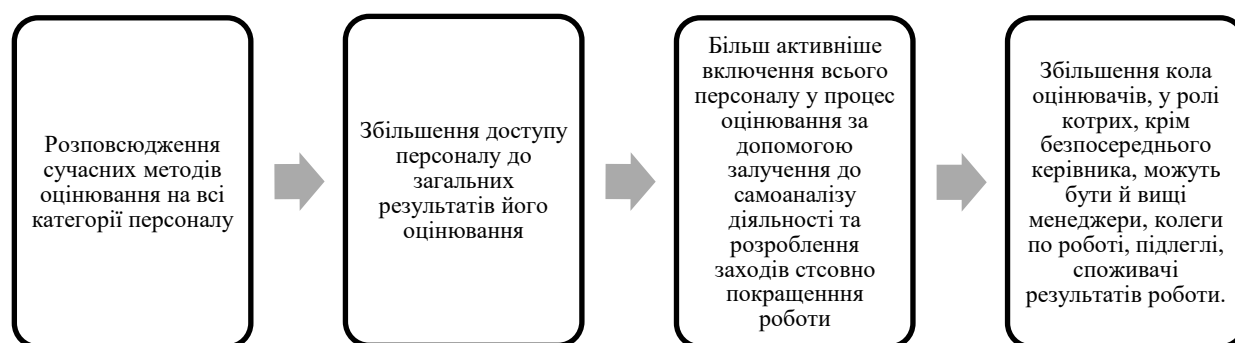 Розповсюдження
сучасних методів
оцінювання на всі
категорії персоналу
Збільшення доступу
персоналу до
загальних
результатів його
оцінювання
Більш активніше
включення всього
персоналу у процес
оцінювання за
допомогою
залучення до
самоаналізу
діяльності та
розроблення
заходів стсовно
покращенння
роботи
Збільшення кола
оцінювачів, у ролі
котрих, крім
безпосереднього
керівника, можуть
бути й вищі
менеджери, колеги
по роботі, підлеглі,
споживачі
результатів роботи.